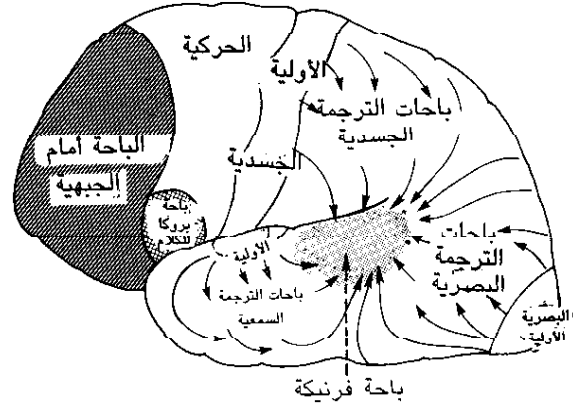 الحركية
الأولية
باحات الترجمة
الجسدية
الباحة أمام
الجبهية
الجسدية
باحة
بروكا
للكلام
الأولية
باحات الترجمة
السمعية
باحات
الترجمة
البصرية
البصرية
الأولية
باحة فرنيكة